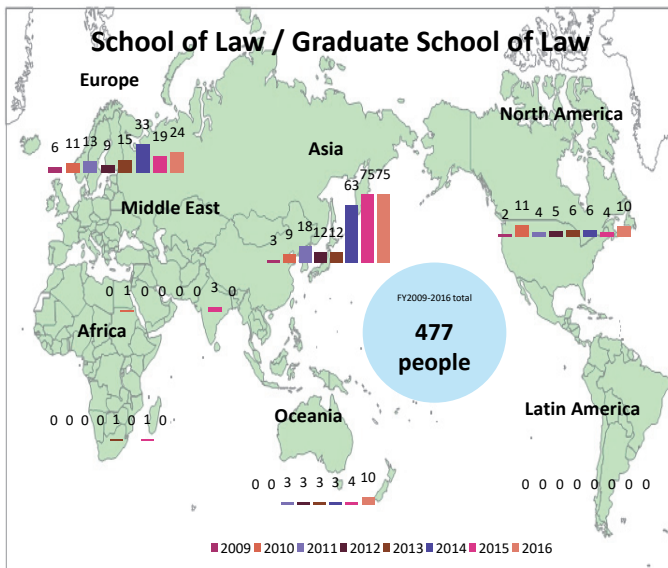 School of Law / Graduate School of Law
Europe
6 11 13 9 15 33 19 24
North America
2 11 4 5 6 6 4 10
Asia
3 9 18 12 12 63 75 75
Middle East
0 1 0 0 0 0 3 0
FY2009-2016 total
477
people
Africa
0 0 0 0 1 0 1 0
Oceania
0 0 3 3 3 3 4 10
Latin America
0 0 0 0 0 0 0 0
2009 2010 2011 2012 2013 2014 2015 2016